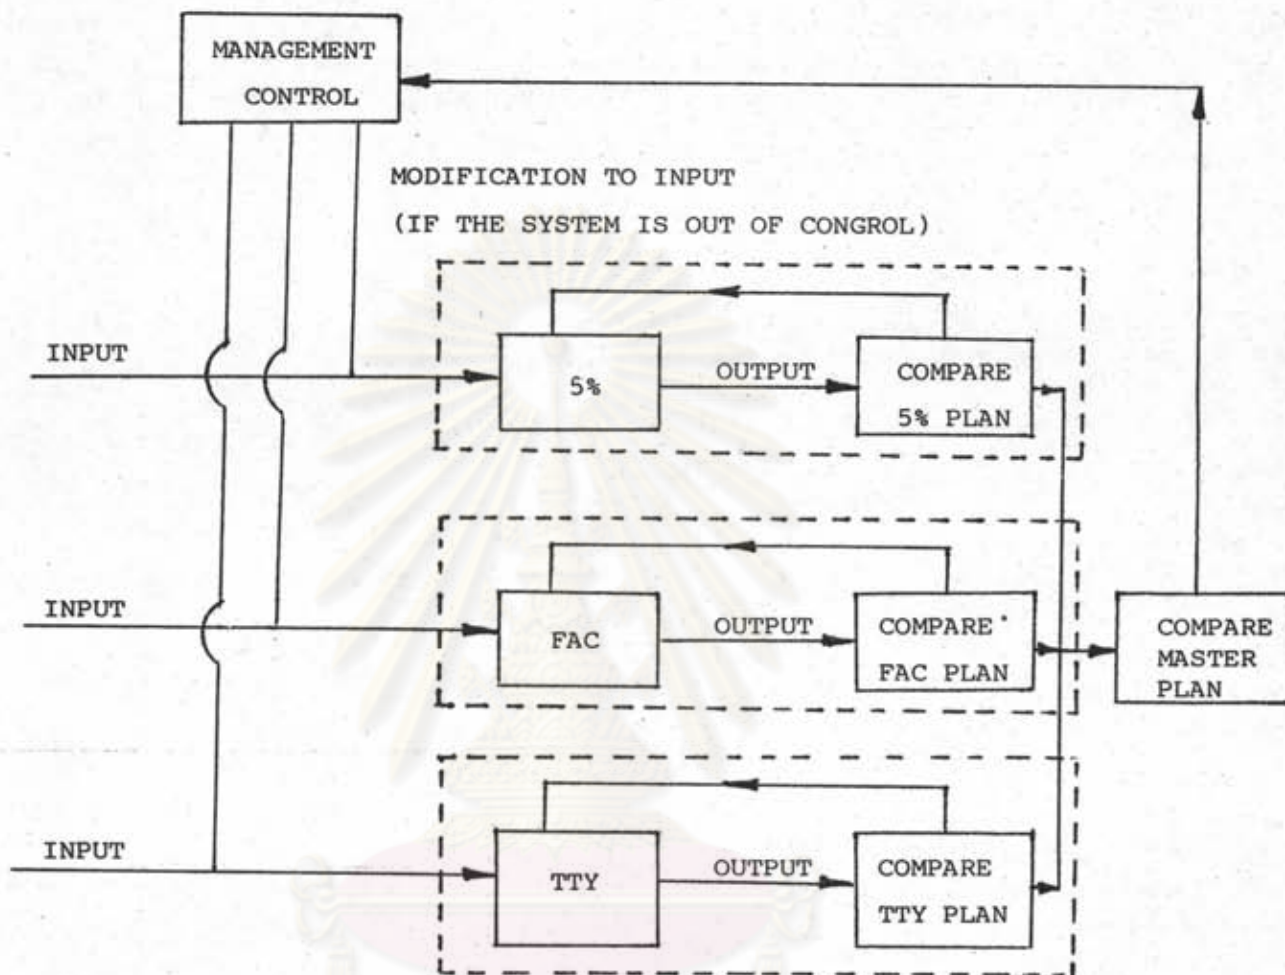 MANAGEMENT
CONTROL
MODIFICATION TO INPUT
(IF THE SYSTEM IS OUT OF CONGROL)
INPUT
5%
OUTPUT
COMPARE
5% PLAN
INPUT
FAC
OUTPUT
COMPARE
FAC PLAN
COMPARE
MASTER
PLAN
INPUT
TTY
OUTPUT
COMPARE
TTY PLAN